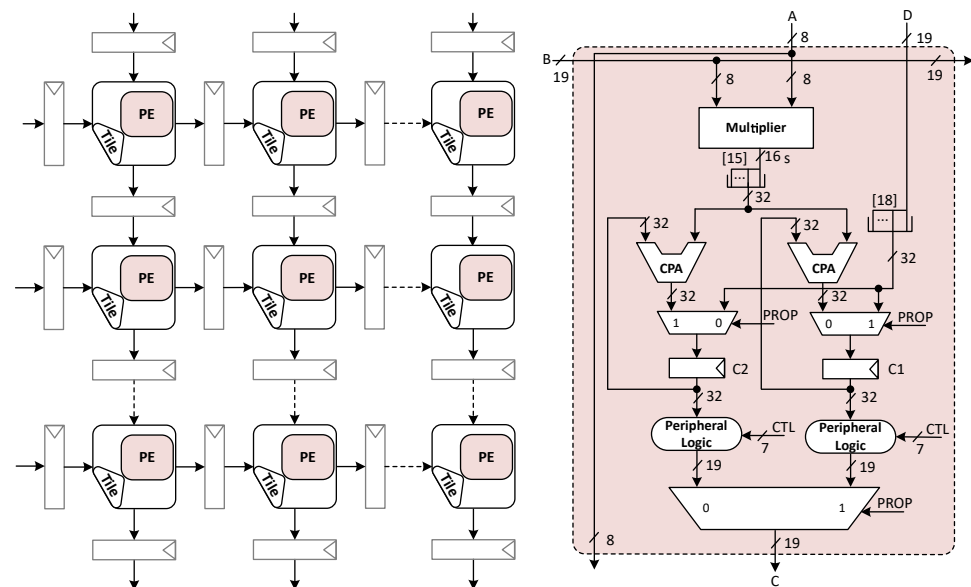 A
D
8
19
B
19
19
8
8
PE
PE
PE
Multiplier
Tile
Tile
Tile
[15]
16 s
...
32
[18]
...
32
32
32
CPA
CPA
PE
PE
PE
32
32
Tile
Tile
Tile
PROP
1 0
0 1
PROP
C2
C1
32
32
Peripheral
Logic
CTL
7
Peripheral
Logic
CTL
7
PE
PE
PE
19
19
Tile
Tile
Tile
0 1
PROP
8
19
C